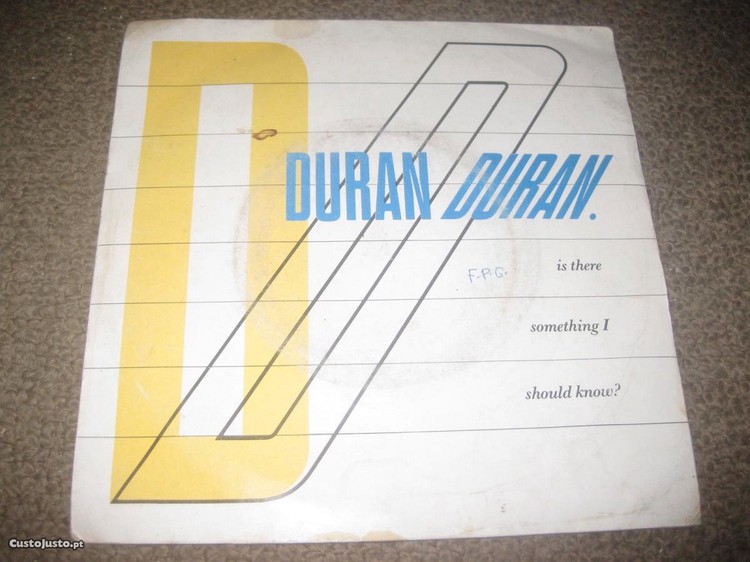 DURAN DURAN.
F.P.G.
is there
something I
should know?
CustoJusto.pt